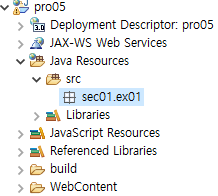 pro05
Deployment Descriptor: pro05
JAX-WS Web Services
Java Resources
src
sec01.ex01
Libraries
JavaScript Resources
Referenced Libraries
build
WebContent